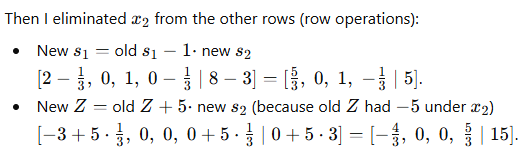 Then I eliminated x₂ from the other rows (row operations):
• New s₁ = old s₁ − 1· new s₂
[2 − 1/3, 0, 1, 0 − 1/3 | 8 − 3] = [5/3, 0, 1, −1/3 | 5].
• New Z = old Z + 5· new s₂ (because old Z had −5 under x₂)
[−3 + 5 · 1/3, 0, 0, 0 + 5 · 1/3 | 0 + 5 · 3] = [−4/3, 0, 0, 5/3 | 15].